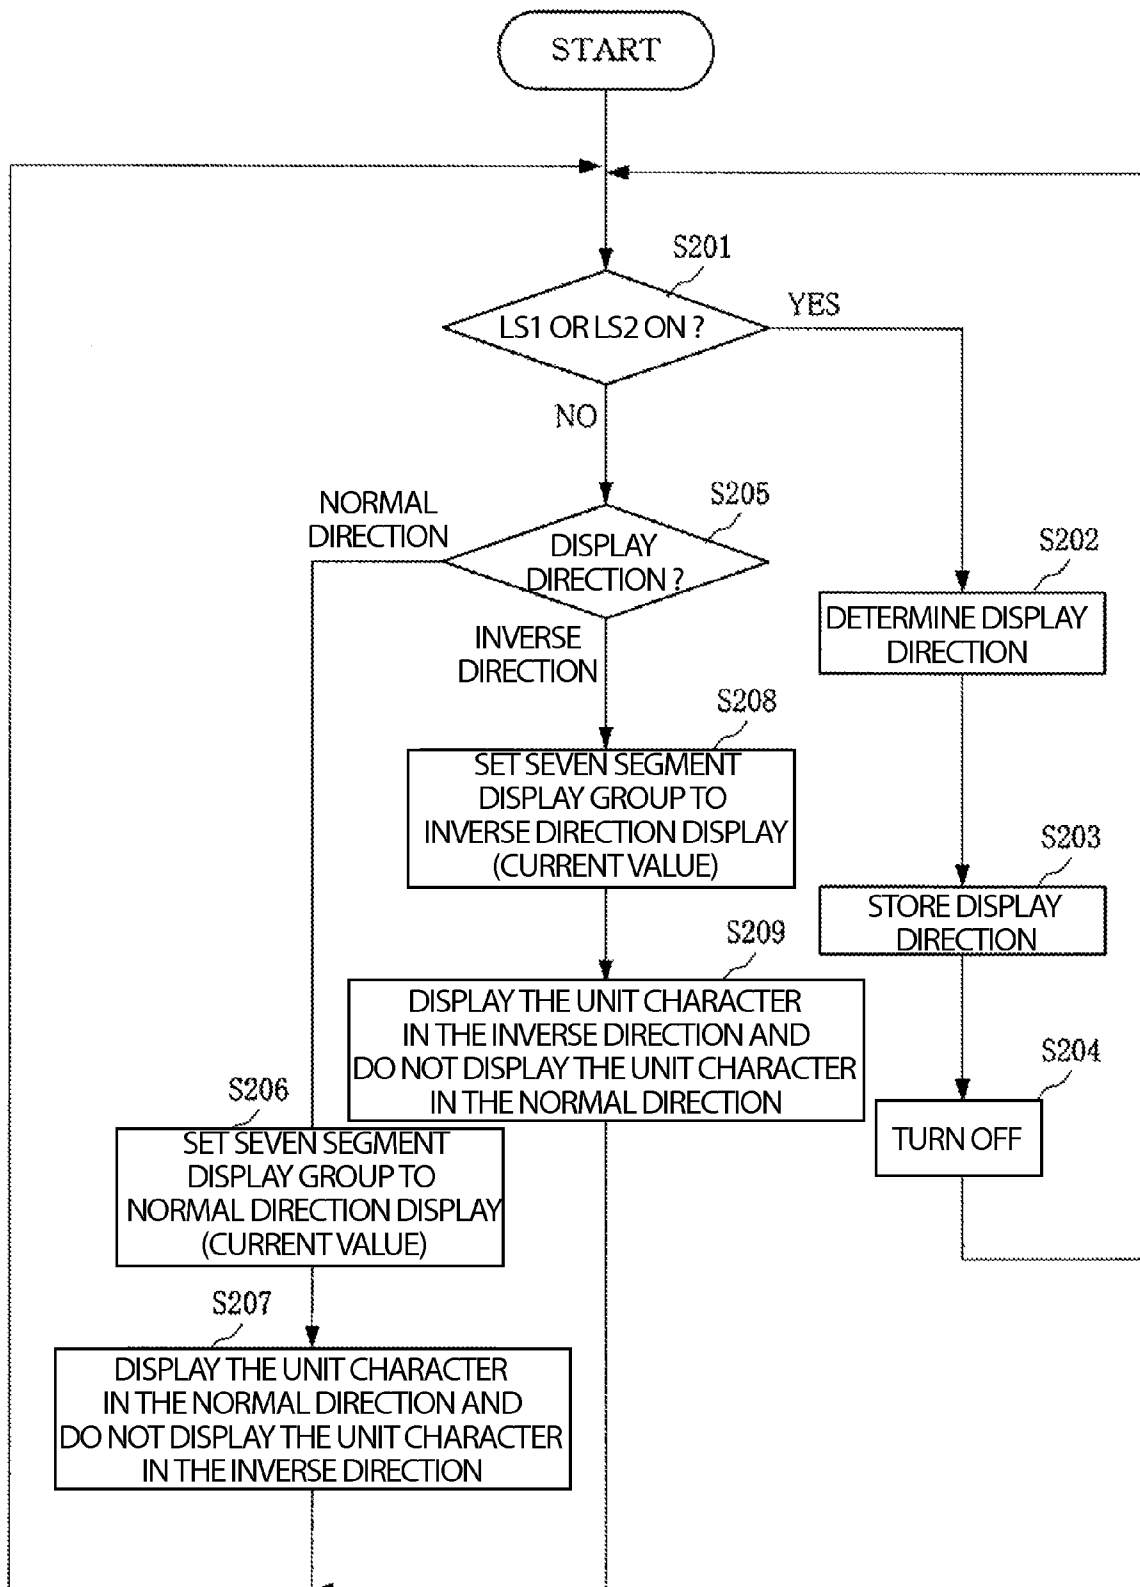 START
S201
LS1 OR LS2 ON ?
YES
NO
NORMAL
DIRECTION
S205
DISPLAY
DIRECTION ?
S202
DETERMINE DISPLAY
DIRECTION
INVERSE
DIRECTION
S208
SET SEVEN SEGMENT
DISPLAY GROUP TO
INVERSE DIRECTION DISPLAY
(CURRENT VALUE)
S203
STORE DISPLAY
DIRECTION
S209
DISPLAY THE UNIT CHARACTER
IN THE INVERSE DIRECTION AND
DO NOT DISPLAY THE UNIT CHARACTER
IN THE NORMAL DIRECTION
S204
TURN OFF
S206
SET SEVEN SEGMENT
DISPLAY GROUP TO
NORMAL DIRECTION DISPLAY
(CURRENT VALUE)
S207
DISPLAY THE UNIT CHARACTER
IN THE NORMAL DIRECTION AND
DO NOT DISPLAY THE UNIT CHARACTER
IN THE INVERSE DIRECTION